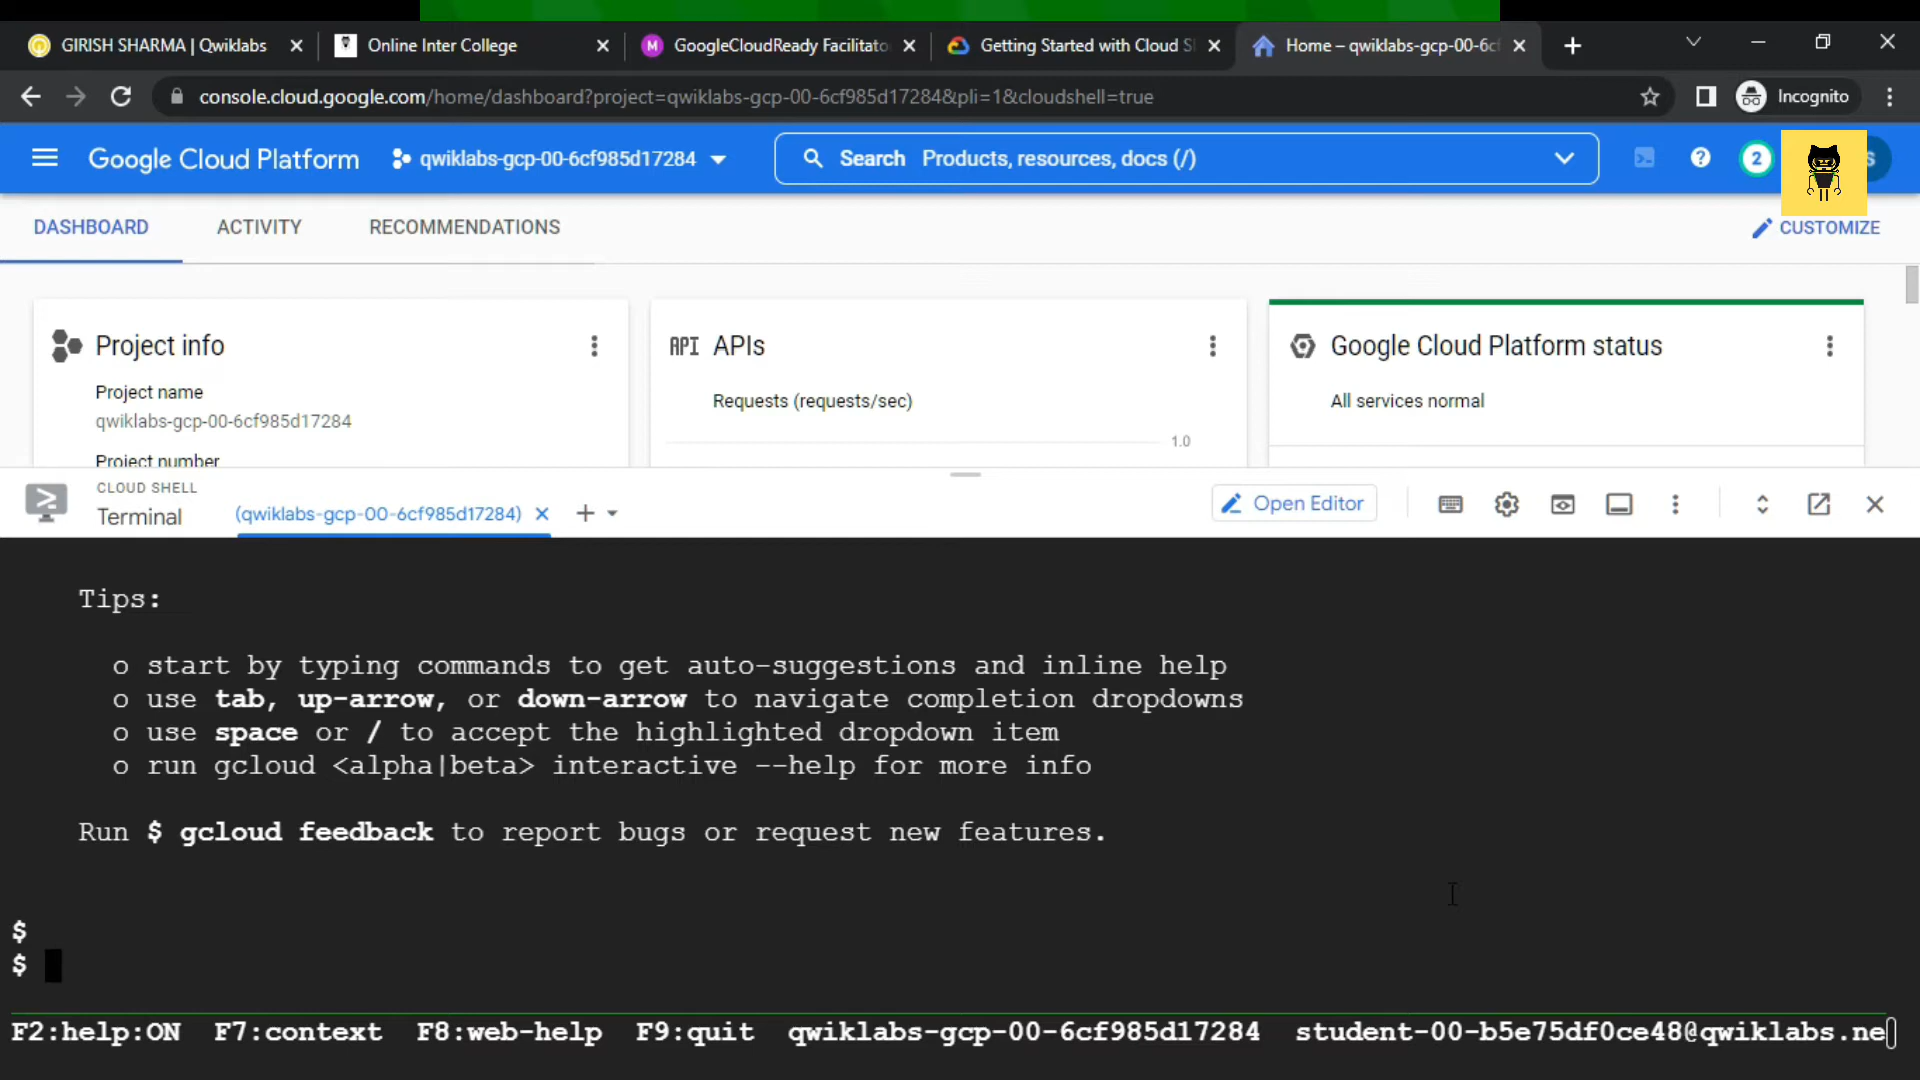 GIRISH SHARMA | Qwiklabs
Online Inter College
M GoogleCloudReady Facilitato
Getting Started with Cloud S
Home – qwiklabs-gcp-00-6cf
console.cloud.google.com/home/dashboard?project=qwiklabs-gcp-00-6cf985d17284&pli=1&cloudshell=true
Incognito
Google Cloud Platform
qwiklabs-gcp-00-6cf985d17284
Search Products, resources, docs (/)
2
S
DASHBOARD
ACTIVITY
RECOMMENDATIONS
CUSTOMIZE
Project info
Project name
qwiklabs-gcp-00-6cf985d17284
Project number
API APIs
Requests (requests/sec)
1.0
Google Cloud Platform status
All services normal
CLOUD SHELL
Terminal
(qwiklabs-gcp-00-6cf985d17284)
Open Editor
Tips:
o start by typing commands to get auto-suggestions and inline help
o use tab, up-arrow, or down-arrow to navigate completion dropdowns
o use space or / to accept the highlighted dropdown item
o run gcloud <alpha|beta> interactive --help for more info
Run $ gcloud feedback to report bugs or request new features.
$
$
F2:help:ON F7:context F8:web-help F9:quit qwiklabs-gcp-00-6cf985d17284 student-00-b5e75df0ce48@qwiklabs.ne